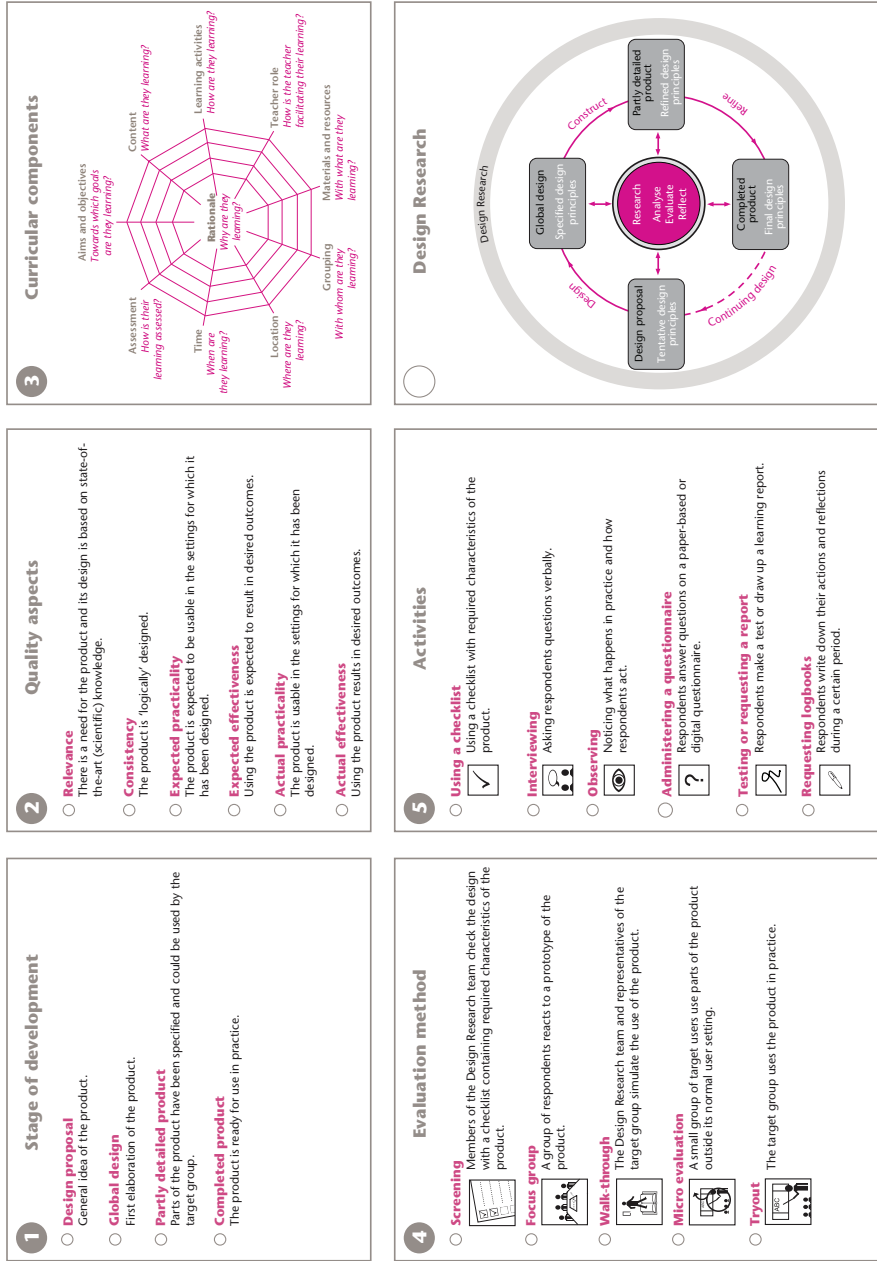 1
Stage of development
Design proposal
General idea of the product.
Global design
First elaboration of the product.
Partly detailed product
Parts of the product have been specified and could be used by the
target group.
Completed product
The product is ready for use in practice.
2
Quality aspects
Relevance
There is a need for the product and its design is based on state-of-
the-art (scientific) knowledge.
Consistency
The product is 'logically' designed.
Expected practicality
The product is expected to be usable in the settings for which it
has been designed.
Expected effectiveness
Using the product is expected to result in desired outcomes.
Actual practicality
The product is usable in the settings for which it has been
designed.
Actual effectiveness
Using the product results in desired outcomes.
3
Curricular components
Aims and objectives
Towards which goals
are they learning?
Content
What are they learning?
Learning activities
How are they learning?
Teacher role
How is the teacher
facilitating their learning?
Materials and resources
With what are they
learning?
Grouping
With whom are they
learning?
Location
Where are they
learning?
Time
When are
they learning?
Assessment
How is their
learning assessed?
Rationale
Why are they
learning?
4
Evaluation method
Screening
Members of the Design Research team check the design
with a checklist containing required characteristics of the
product.
Focus group
A group of respondents reacts to a prototype of the
product.
Walk-through
The Design Research team and representatives of the
target group simulate the use of the product.
Micro evaluation
A small group of target users use parts of the product
outside its normal user setting.
Tryout
ABC
The target group uses the product in practice.
5
Activities
Using a checklist
Using a checklist with required characteristics of the
product.
Interviewing
Asking respondents questions verbally.
Observing
Noticing what happens in practice and how
respondents act.
Administering a questionnaire
?
Respondents answer questions on a paper-based or
digital questionnaire.
Testing or requesting a report
Respondents make a test or draw up a learning report.
Requesting logbooks
Respondents write down their actions and reflections
during a certain period.
Design Research
Design Research
Design proposal
Tentative design
principles
Design
Global design
Specified design
principles
Construct
Partly detailed
product
Refined design
principles
Refine
Completed
product
Final design
principles
Continuing design
Research
Analyse
Evaluate
Reflect